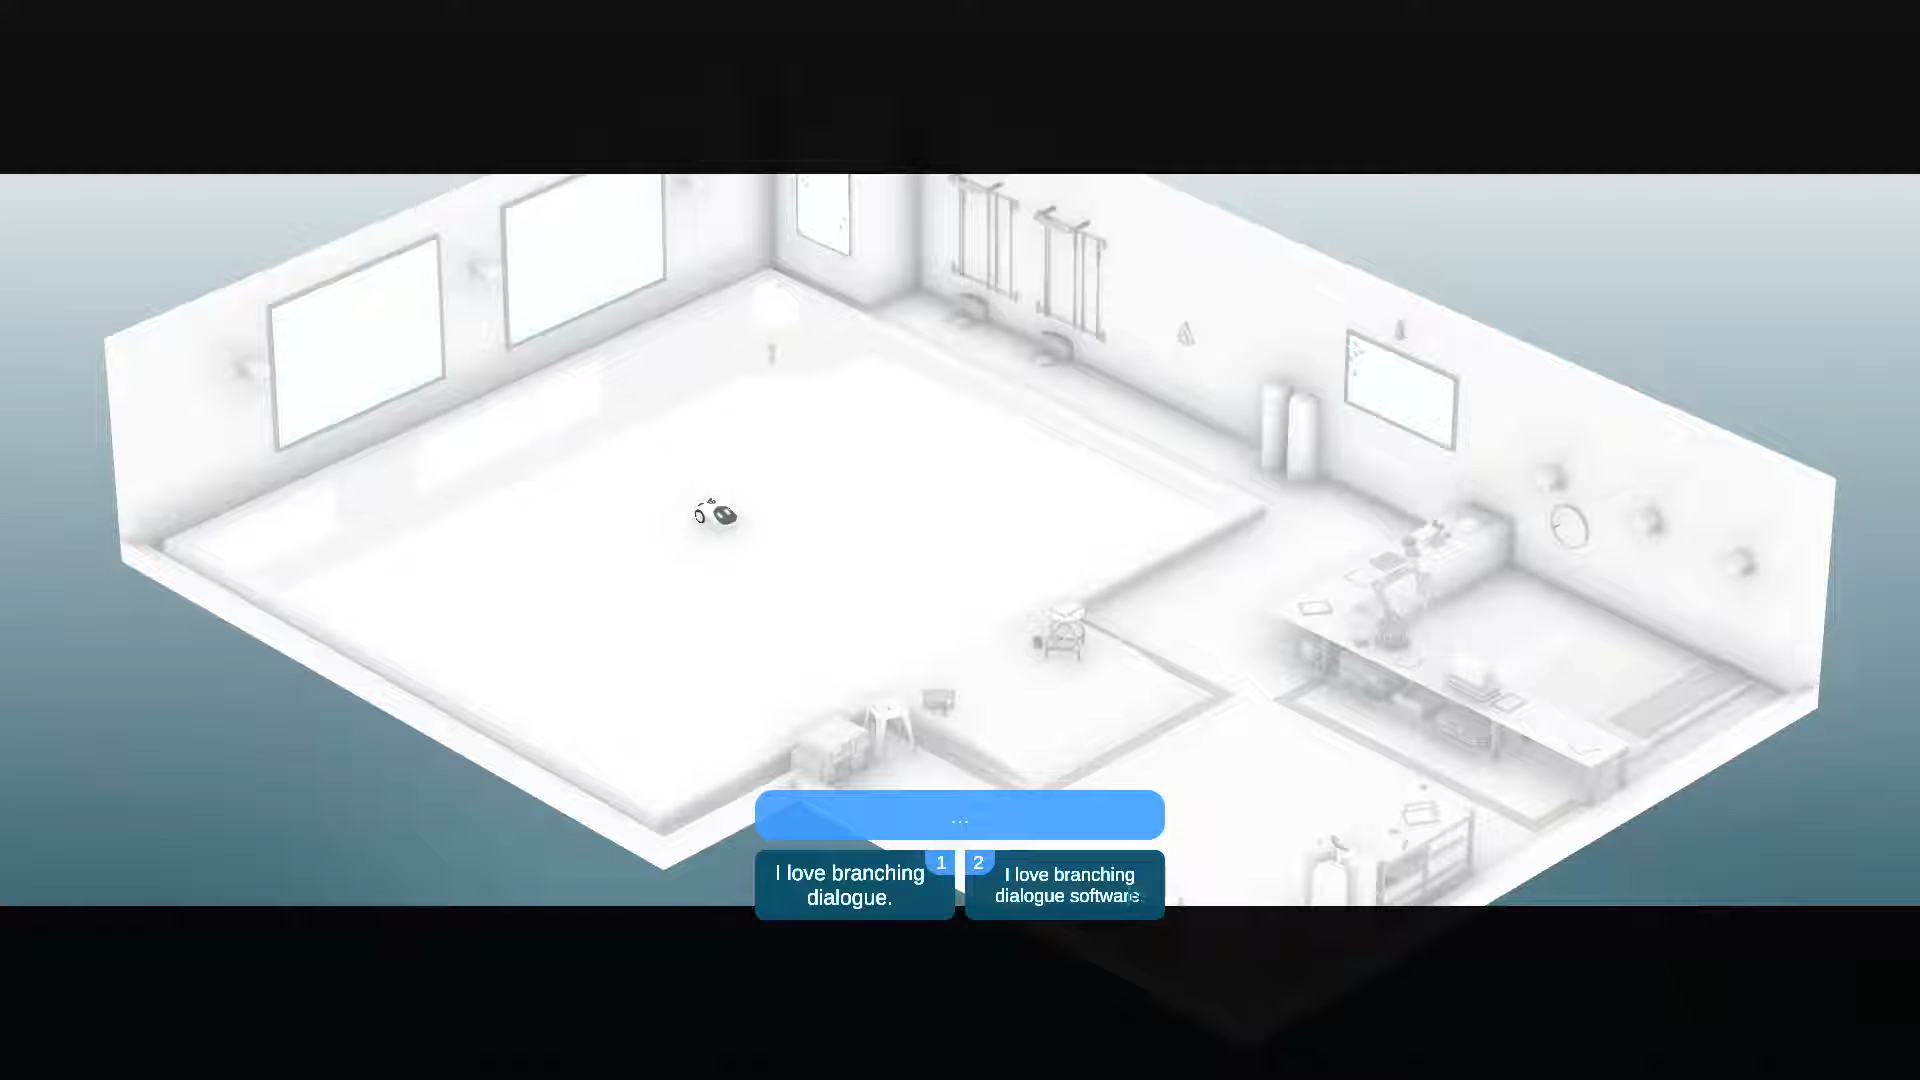 ...
1
2
I love branching
dialogue.
I love branching
dialogue software.